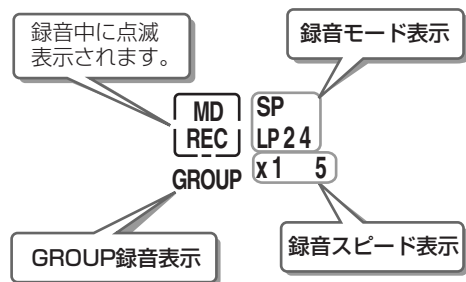 録音中に点滅
表示されます。
録音モード表示
MD
REC
SP
LP24
GROUP
x1 5
GROUP録音表示
録音スピード表示